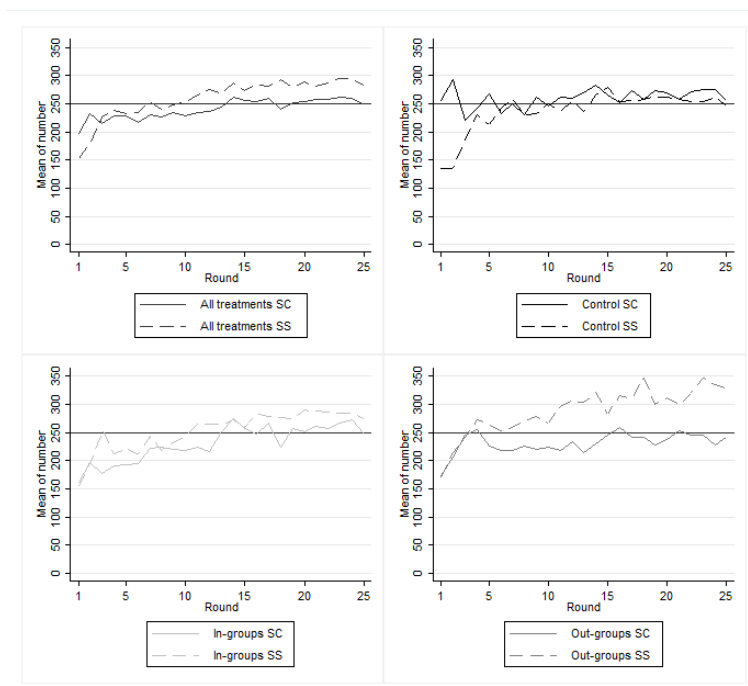 350
300
250
200
150
100
50
0
Mean of number
1 5 10 15 20 25
Round
All treatments SC
All treatments SS
350
300
250
200
150
100
50
0
Mean of number
1 5 10 15 20 25
Round
Control SC
Control SS
350
300
250
200
150
100
50
0
Mean of number
1 5 10 15 20 25
Round
In-groups SC
In-groups SS
350
300
250
200
150
100
50
0
Mean of number
1 5 10 15 20 25
Round
Out-groups SC
Out-groups SS